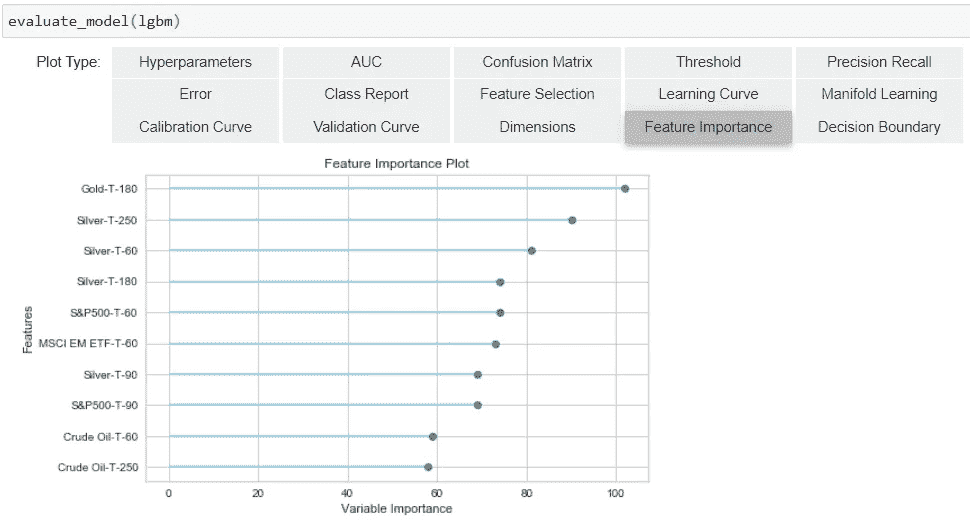 evaluate_model(lgbm)
Plot Type: Hyperparameters AUC Confusion Matrix Threshold Precision Recall
Error Class Report Feature Selection Learning Curve Manifold Learning
Calibration Curve Validation Curve Dimensions Feature Importance Decision Boundary
Feature Importance Plot
Gold-T-180
Silver-T-250
Silver-T-60
Silver-T-180
S&P500-T-60
MSCI EM ETF-T-60
Silver-T-90
S&P500-T-90
Crude Oil-T-60
Crude Oil-T-250
Features
0 20 40 60 80 100
Variable Importance